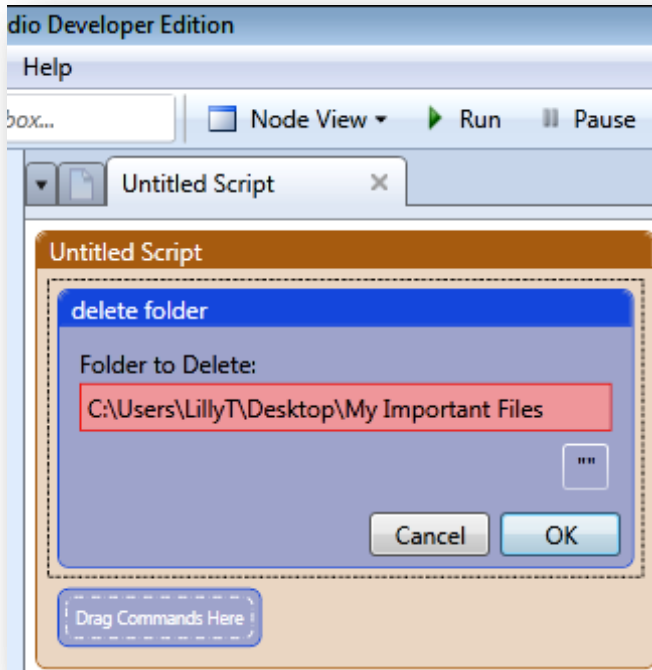 dio Developer Edition
Help
box...
Node View
Run
Pause
Untitled Script
Untitled Script
delete folder
Folder to Delete:
C:\Users\LillyT\Desktop\My Important Files
""
Cancel
OK
Drag Commands Here